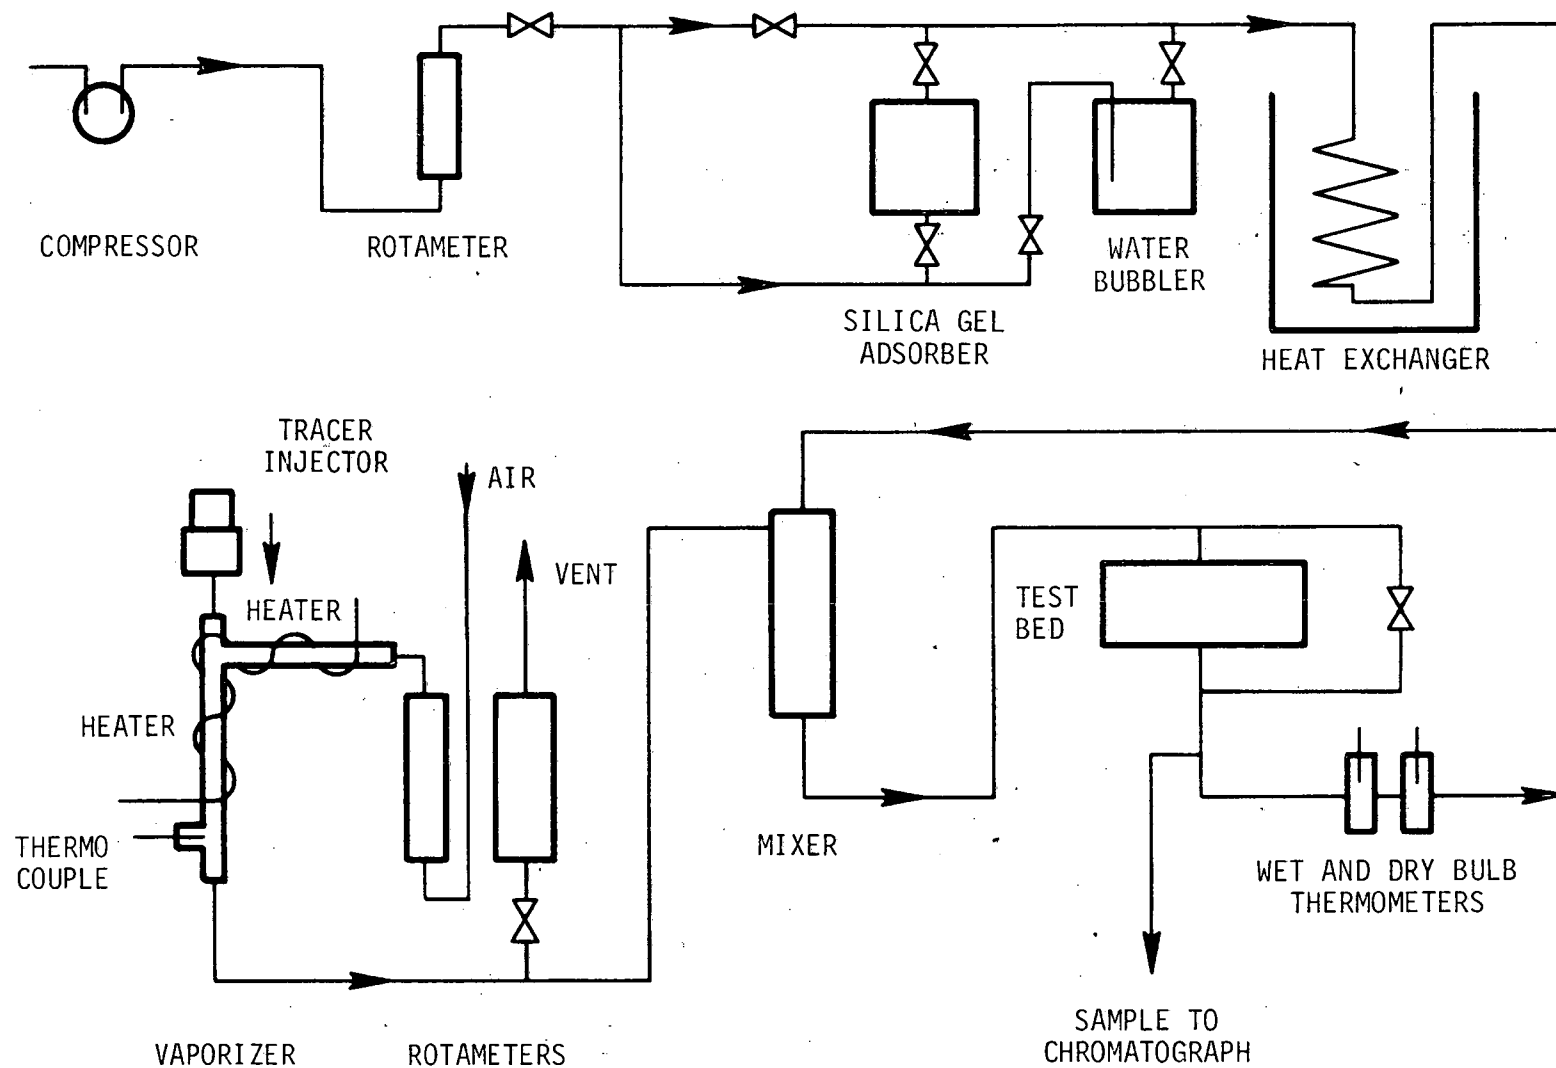 COMPRESSOR
ROTAMETER
WATER
BUBBLER
SILICA GEL
ADSORBER
HEAT EXCHANGER
TRACER
INJECTOR
AIR
VENT
HEATER
TEST
BED
HEATER
THERMO
COUPLE
MIXER
WET AND DRY BULB
THERMOMETERS
SAMPLE TO
CHROMATOGRAPH
VAPORIZER
ROTAMETERS